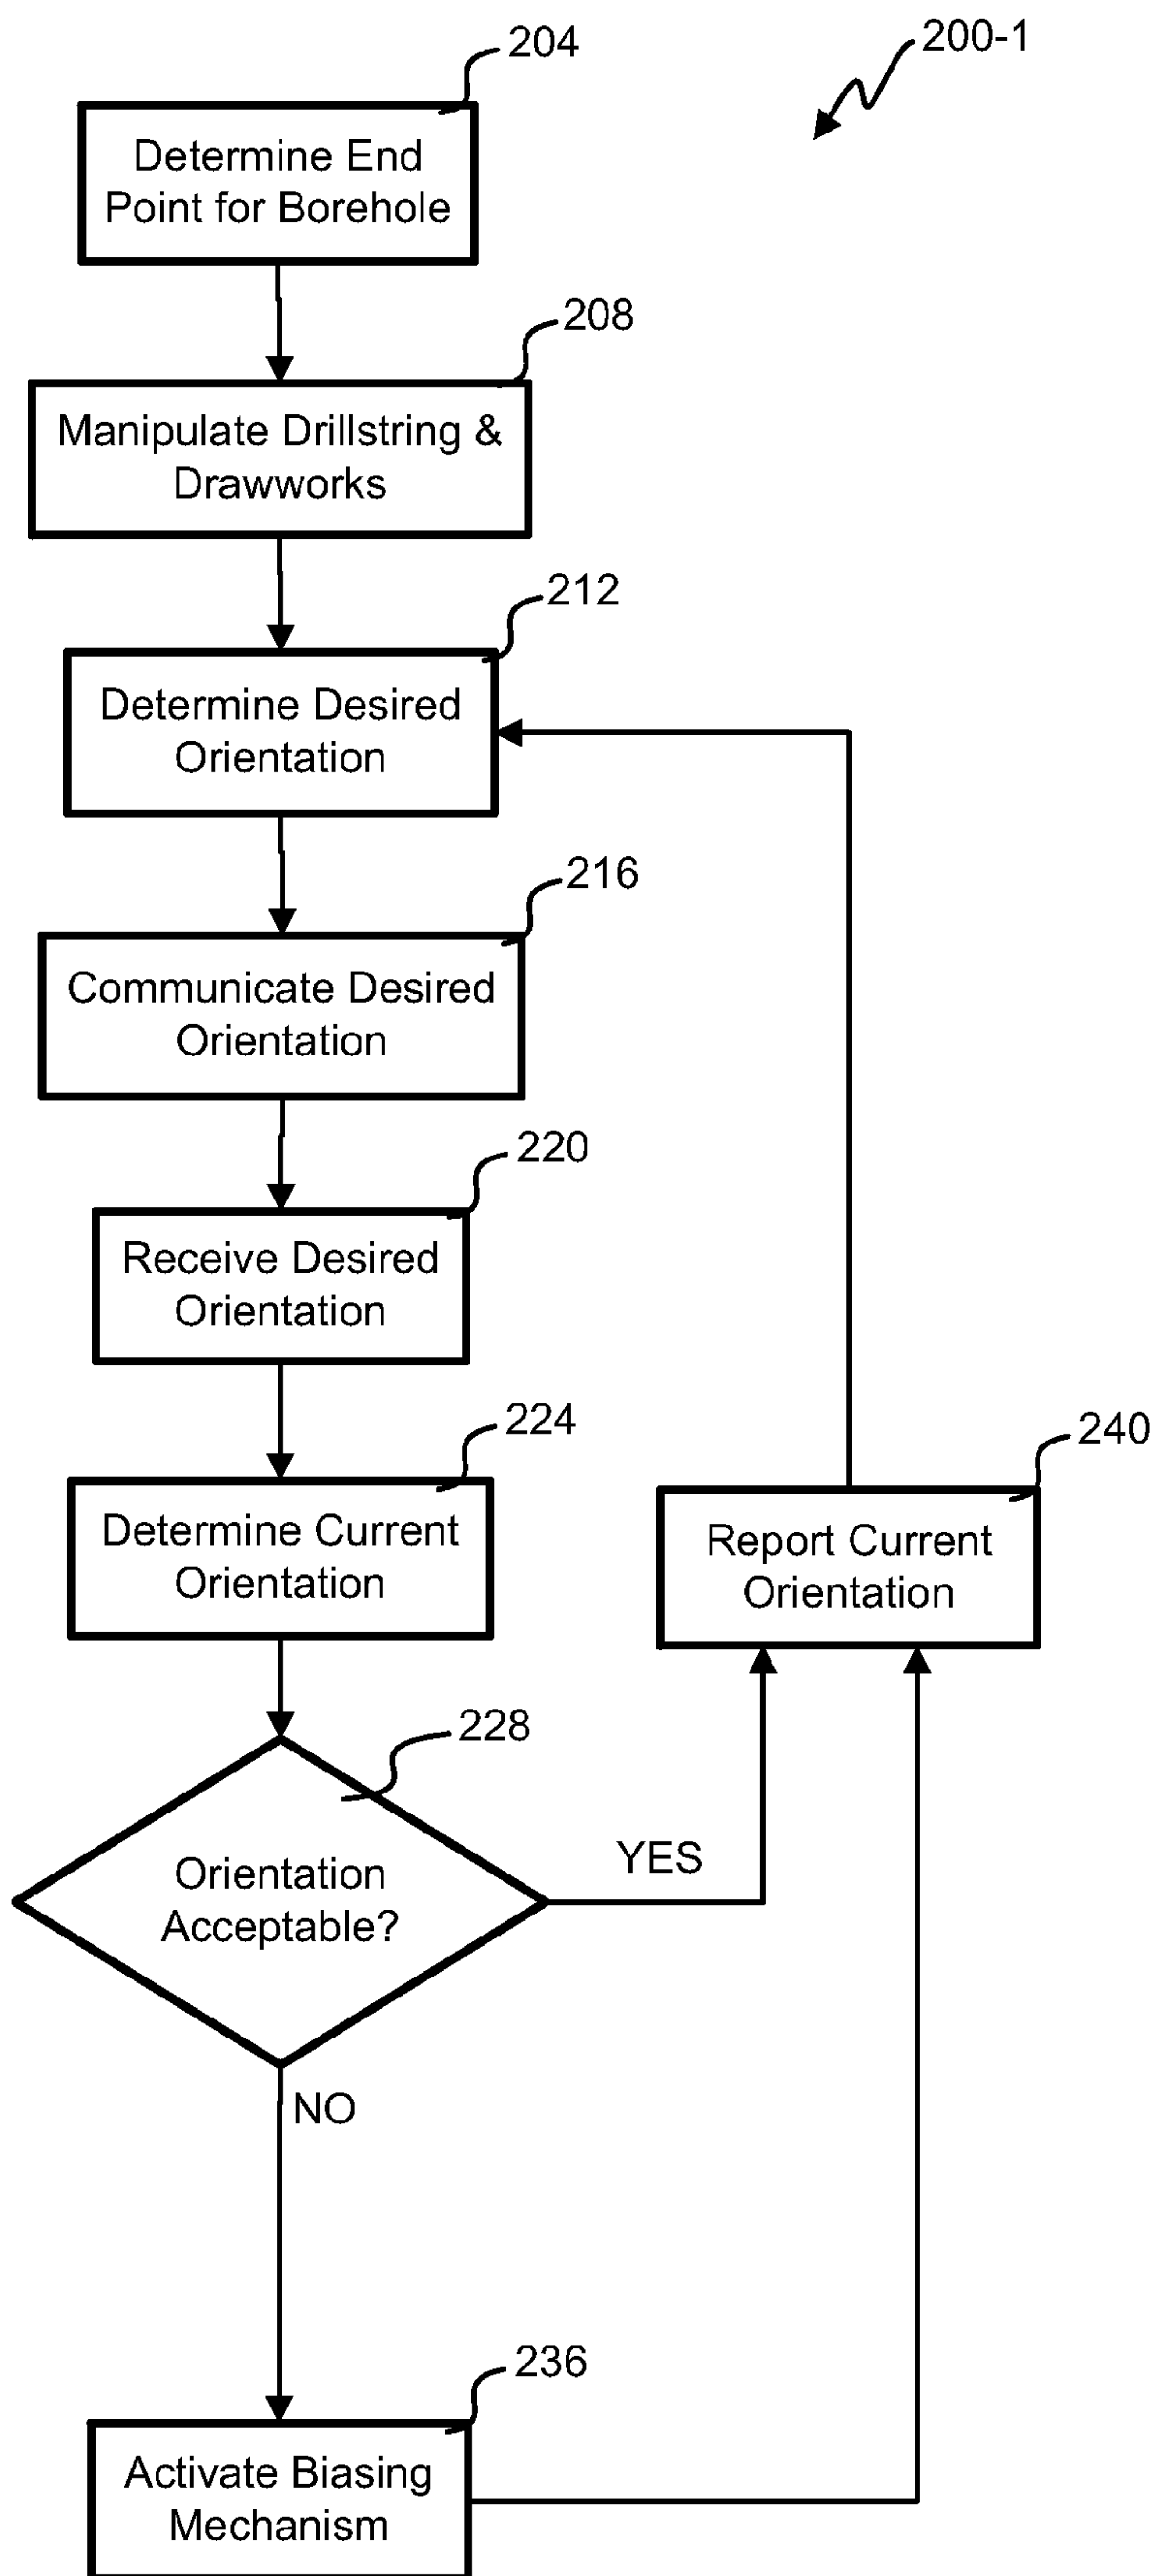 204
200-1
Determine End
Point for Borehole
208
Manipulate Drillstring &
Drawworks
212
Determine Desired
Orientation
216
Communicate Desired
Orientation
220
Receive Desired
Orientation
224
Determine Current
Orientation
240
Report Current
Orientation
228
Orientation
Acceptable?
YES
NO
236
Activate Biasing
Mechanism